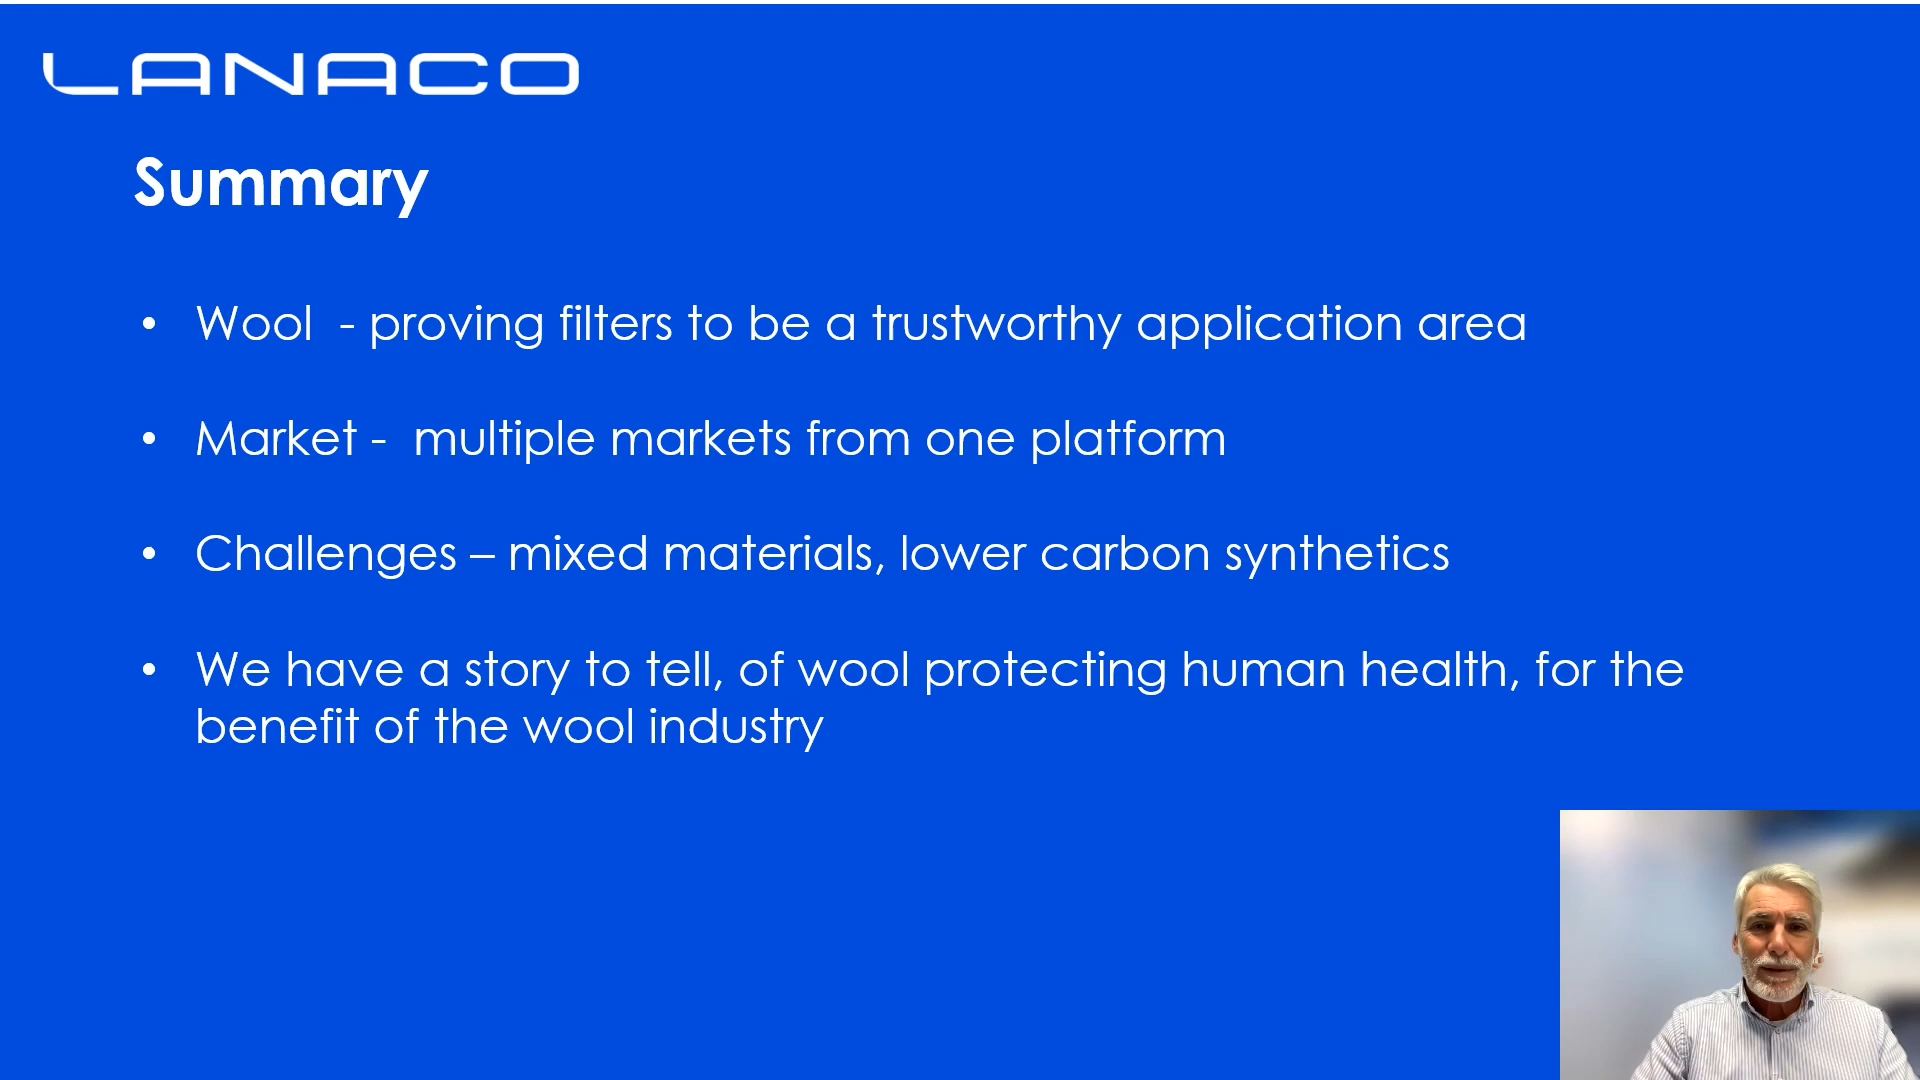 LANACO
Summary
• Wool  - proving filters to be a trustworthy application area
• Market -  multiple markets from one platform
• Challenges – mixed materials, lower carbon synthetics
• We have a story to tell, of wool protecting human health, for the
benefit of the wool industry